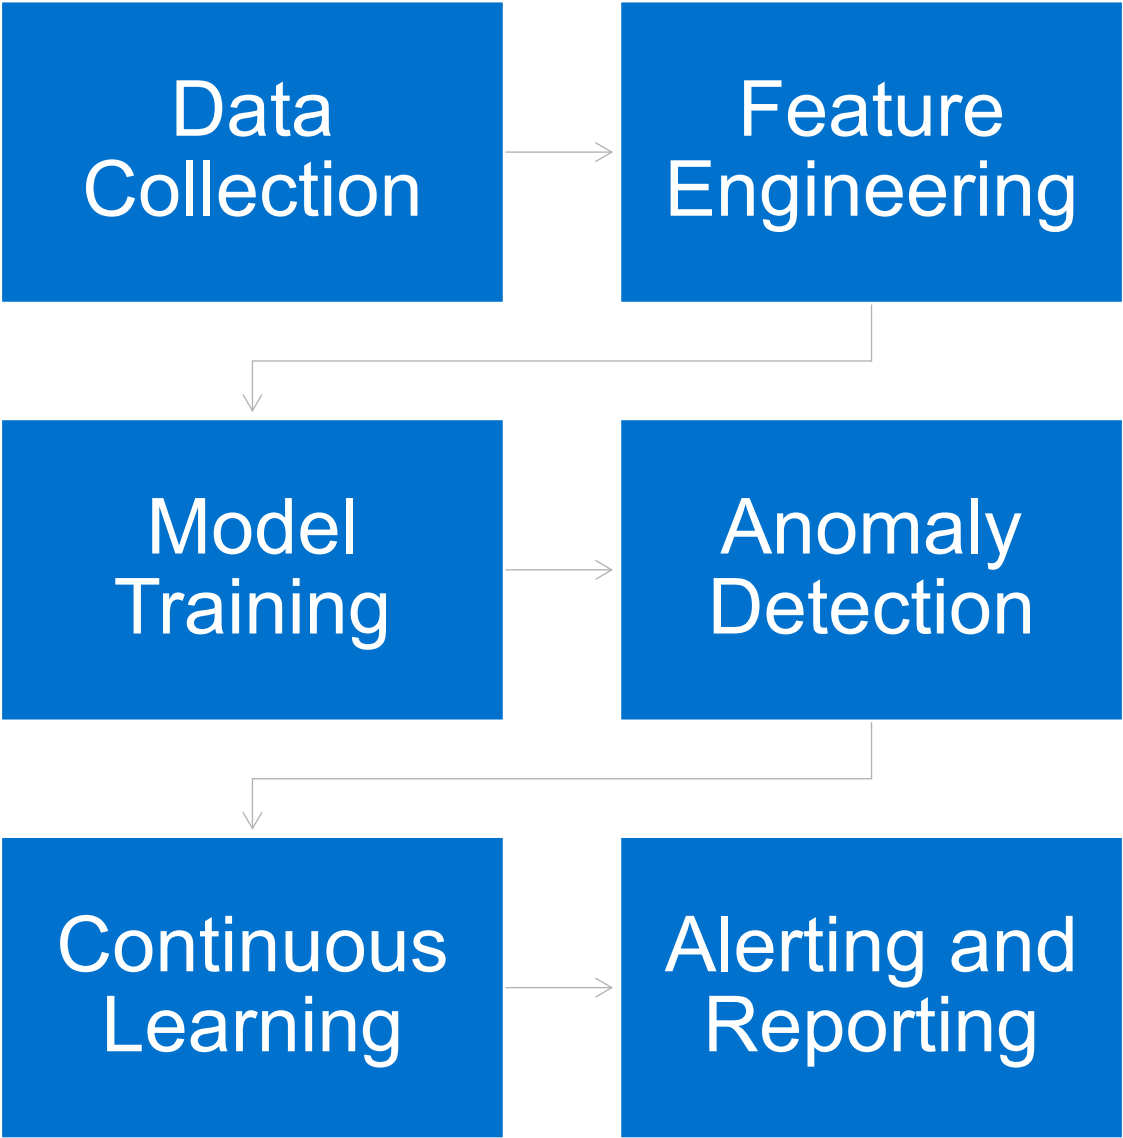 Data
Collection
Feature
Engineering
Model
Training
Anomaly
Detection
Continuous
Learning
Alerting and
Reporting